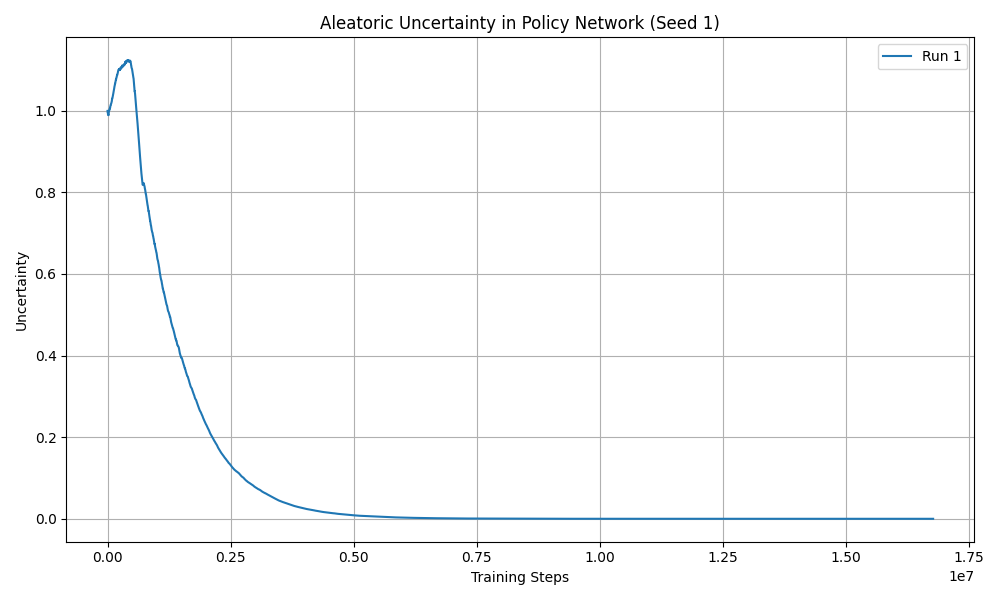 Aleatoric Uncertainty in Policy Network (Seed 1)
Run 1
Uncertainty
1.0
0.8
0.6
0.4
0.2
0.0
0.00 0.25 0.50 0.75 1.00 1.25 1.50 1.75
1e7
Training Steps